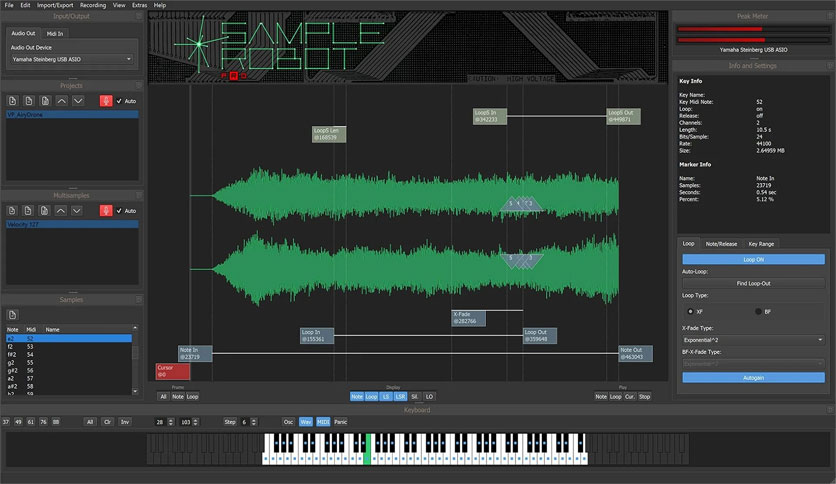 File Edit Import/Export Recording View Extras Help
Input/Output
Audio Out Midi In
Audio Out Device
Yamaha Steinberg USB ASIO
Projects
Auto
VP AiryDrone
Multisamples
Auto
Velocity 127
Samples
Note Midi Name
e2 52
f2 53
f#2 54
g2 55
g#2 56
a2 57
a#2 58
SAMPLE
ROBOT
TUTION: HIGH VOLTAGE
LoopS In
@342233
LoopS Out
@449871
LoopS Len
@168539
X-Fade
@282766
Loop In
@155361
Loop Out
@359648
Note In
@23719
Note Out
@463043
Cursor
@0
Frame
All Note Loop
Display
Note Loop LS LSR Sil. LO
Play
Note Loop Cur. Stop
Peak Meter
Yamaha Steinberg USB ASIO
Info and Settings
Key Info
Key Name:
Key Midi Note: 52
Loop: on
Release: off
Channels: 2
Length: 10.5 s
Bits/Sample: 24
Rate: 44100
Size: 2.64959 MB
Marker Info
Name: Note In
Samples: 23719
Seconds: 0.54 sec
Percent: 5.12 %
Loop Note/Release Key Range
Loop ON
Auto-Loop:
Find Loop-Out
Loop Type:
XF BF
X-Fade Type:
Exponential^2
BF-X-Fade Type:
Exponential^2
Autogain
Keyboard
37 49 61 76 88 All Clr Inv 28 103 Step 6 Osc Wav MIDI Panic